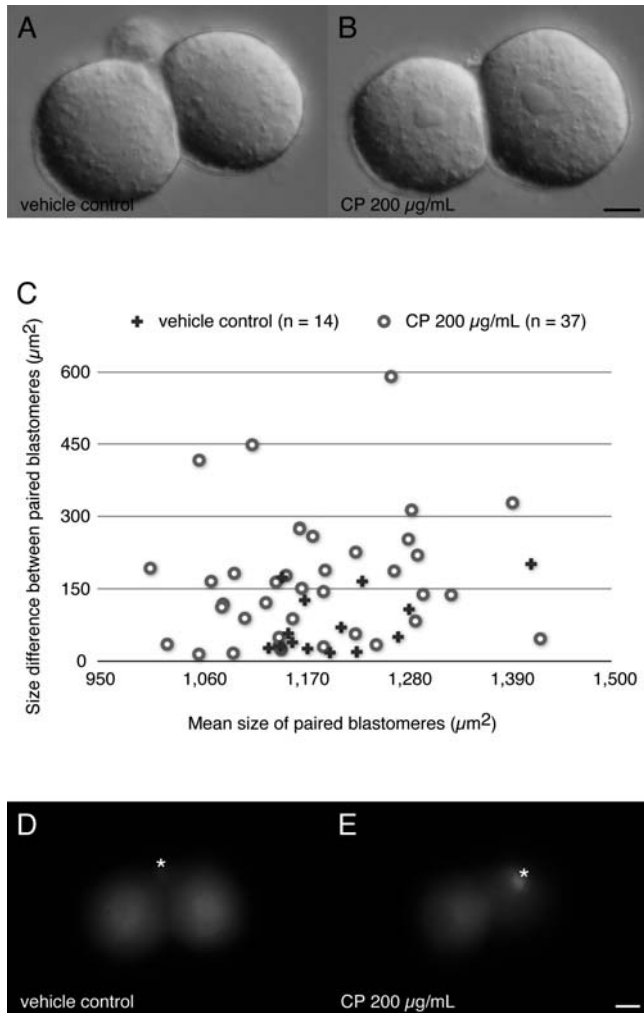 A
B
vehicle control
CP 200 µg/mL
C
vehicle control (n = 14)
CP 200 µg/mL (n = 37)
Size difference between paired blastomeres (µm2)
600
450
300
150
0
950
1,060
1,170
1,280
1,390
1,500
Mean size of paired blastomeres (µm2)
D
*
E
*
vehicle control
CP 200 µg/mL